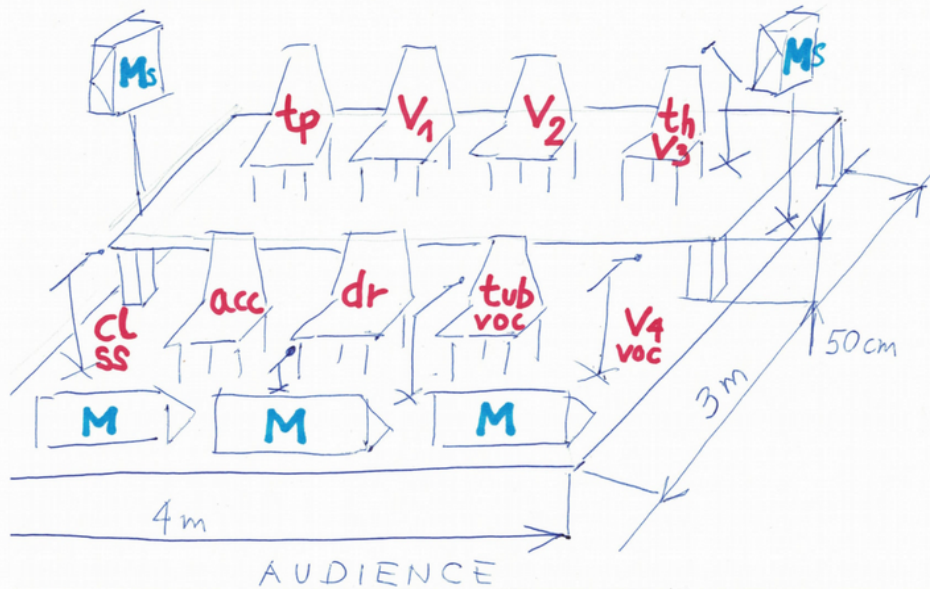 Ms
Ms
tp
V1
V2
th
V3
cl
ss
acc
dr
tub
voc
V4
voc
50cm
M
M
M
3m
4m
AUDIENCE